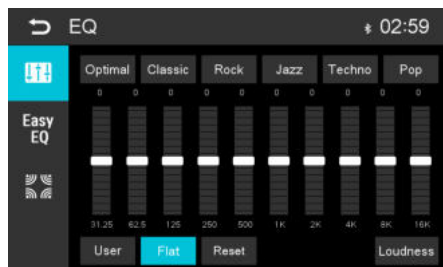 EQ 02:59
Optimal Classic Rock Jazz Techno Pop
0 0 0 0 0 0 0 0 0 0
Easy
EQ
31.25 62.5 125 250 500 1K 2K 4K 8K 16K
User Flat Reset Loudness